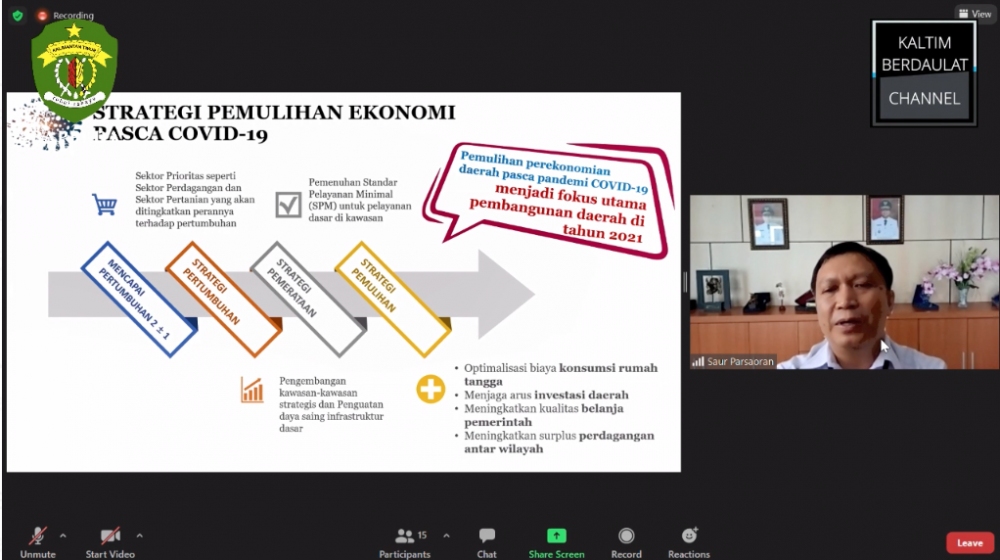 Recording
View
KALIMANTAN TIMUR
KALTIM
BERDAULAT
CHANNEL
STRATEGI PEMULIHAN EKONOMI
PASCA COVID-19
Sektor Prioritas seperti
Sektor Perdagangan dan
Sektor Pertanian yang akan
ditingkatkan perannya
terhadap pertumbuhan
Pemenuhan Standar
Pelayanan Minimal
(SPM) untuk pelayanan
dasar di kawasan
Pemulihan perekonomian
daerah pasca pandemi COVID-19
menjadi fokus utama
pembangunan daerah di
tahun 2021
MENCAPAI
PERTUMBUHAN 2 ± 1
STRATEGI
PERTUMBUHAN
STRATEGI
PEMERATAAN
STRATEGI
PEMULIHAN
Pengembangan
kawasan-kawasan
strategis dan Penguatan
daya saing infrastruktur
dasar
• Optimalisasi biaya konsumsi rumah
tangga
• Menjaga arus investasi daerah
• Meningkatkan kualitas belanja
pemerintah
• Meningkatkan surplus perdagangan
antar wilayah
Saur Parsaoran
Unmute
Start Video
Participants
15
Chat
Share Screen
Record
Reactions
Leave